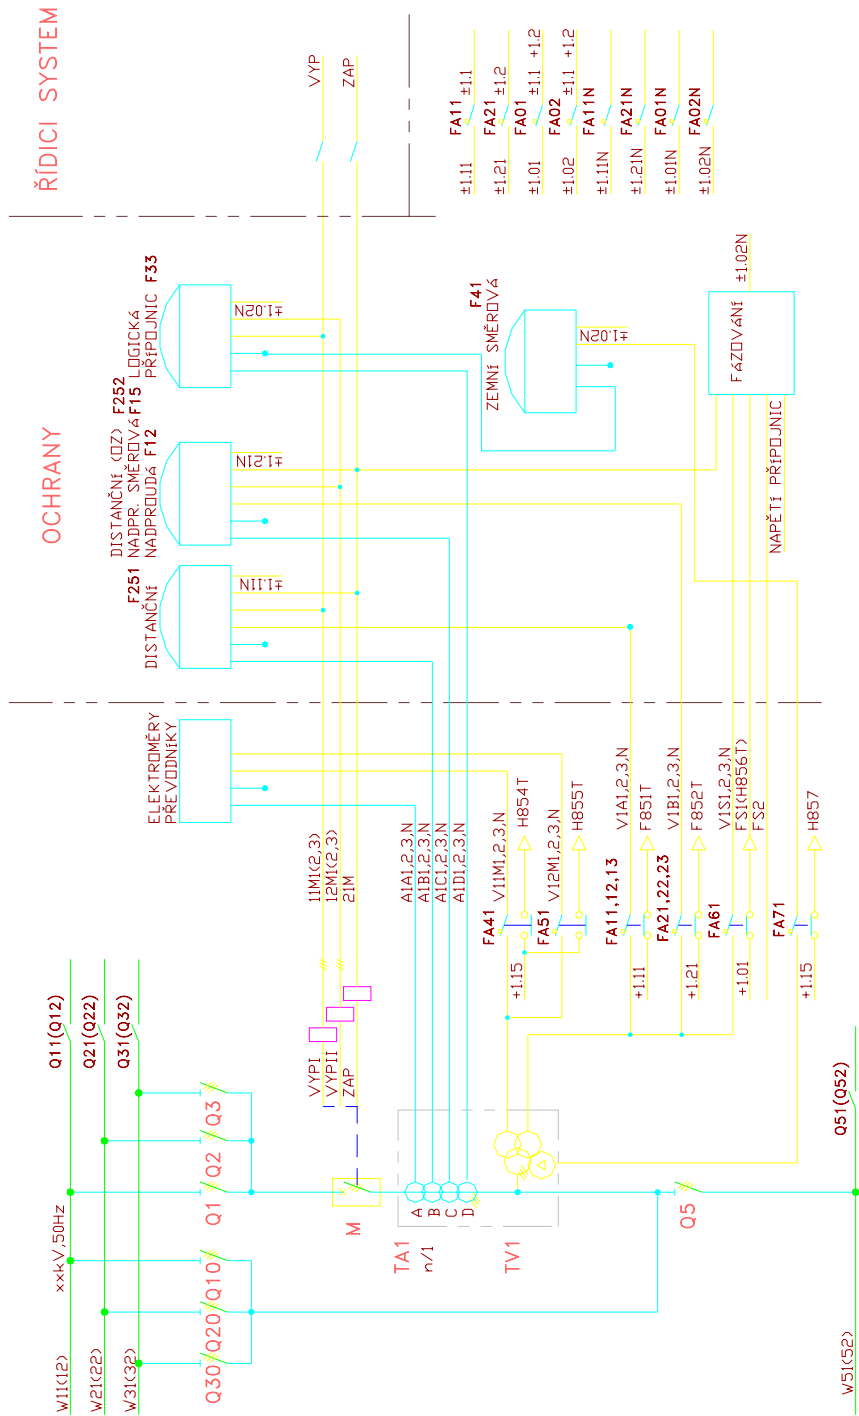 ŘÍDICI SYSTEM
VYP
ZAP
FA11 ±1.1
FA21 ±1.2
FA01 ±1.1 +1.2
FA02 ±1.1 +1.2
FA11N
FA21N
FA01N
FA02N
±1.11
±1.21
±1.01
±1.02
±1.11N
±1.21N
±1.01N
±1.02N
OCHRANY
LOGICKÁ
PŘÍPOJNIC F33
±1.02N
DISTANČNÍ (OZ) F252
NADPR. SMĚROVÁ F15
NADPROUDÁ F12
±1.21N
F251
DISTANČNÍ
±1.11N
F41
ZEMNÍ SMĚROVÁ
±1.02N
±1.02N
FÁZOVÁNÍ
NAPĚTÍ PŘÍPOJNIC
ELEKTROMĚRY
PŘEVODNÍKY
11M1(2,3)
12M1(2,3)
21M
A1A1,2,3,N
A1B1,2,3,N
A1C1,2,3,N
A1D1,2,3,N
V11M1,2,3,N
H854T
V12M1,2,3,N
H855T
V1A1,2,3,N
F851T
V1B1,2,3,N
F852T
V1S1,2,3,N
FS1(H856T)
FS2
H857
FA41
FA51
FA11,12,13
FA21,22,23
FA61
FA71
+1.15
+1.11
+1.21
+1.01
+1.15
Q11(Q12)
Q21(Q22)
Q31(Q32)
VYPI
VYPII
ZAP
Q51(Q52)
Q3
Q2
Q1
M
A
B
C
D
TA1
n/1
TV1
Q5
xxkV,50Hz
Q10
Q20
Q30
W11(12)
W21(22)
W31(32)
W51(52)